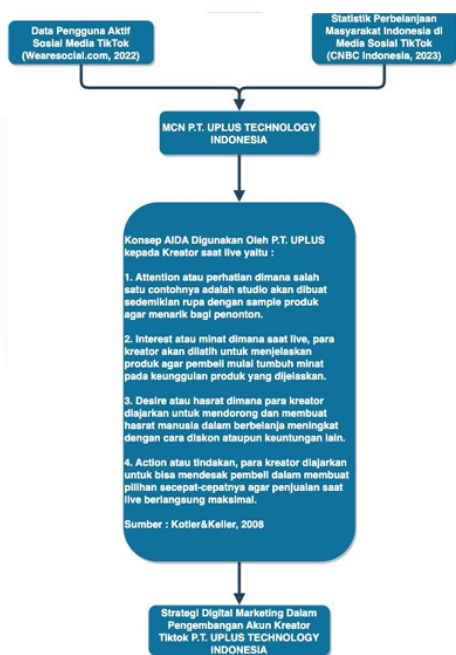 Data Pengguna Aktif
Sosial Media TikTok
(Wearesocial.com, 2022)
Statistik Perbelanjaan
Masyarakat Indonesia di
Media Sosial TikTok
(CNBC Indonesia, 2023)
MCN P.T. UPLUS TECHNOLOGY
INDONESIA
Konsep AIDA Digunakan Oleh P.T. UPLUS
kepada Kreator saat live yaitu :
1. Attention atau perhatian dimana salah
satu contohnya adalah studio akan dibuat
sedemikian rupa dengan sample produk
agar menarik bagi penonton.
2. Interest atau minat dimana saat live, para
kreator akan dilatih untuk menjelaskan
produk agar pembeli mulai tumbuh minat
pada keunggulan produk yang dijelaskan.
3. Desire atau hasrat dimana para kreator
diajarkan untuk mendorong dan membuat
hasrat manusia dalam berbelanja meningkat
dengan cara diskon ataupun keuntungan lain.
4. Action atau tindakan, para kreator diajarkan
untuk bisa mendesak pembeli dalam membuat
pilihan secepat-cepatnya agar penjualan saat
live berlangsung maksimal.
Sumber : Kotler&Keller, 2008
Strategi Digital Marketing Dalam
Pengembangan Akun Kreator
Tiktok P.T. UPLUS TECHNOLOGY
INDONESIA